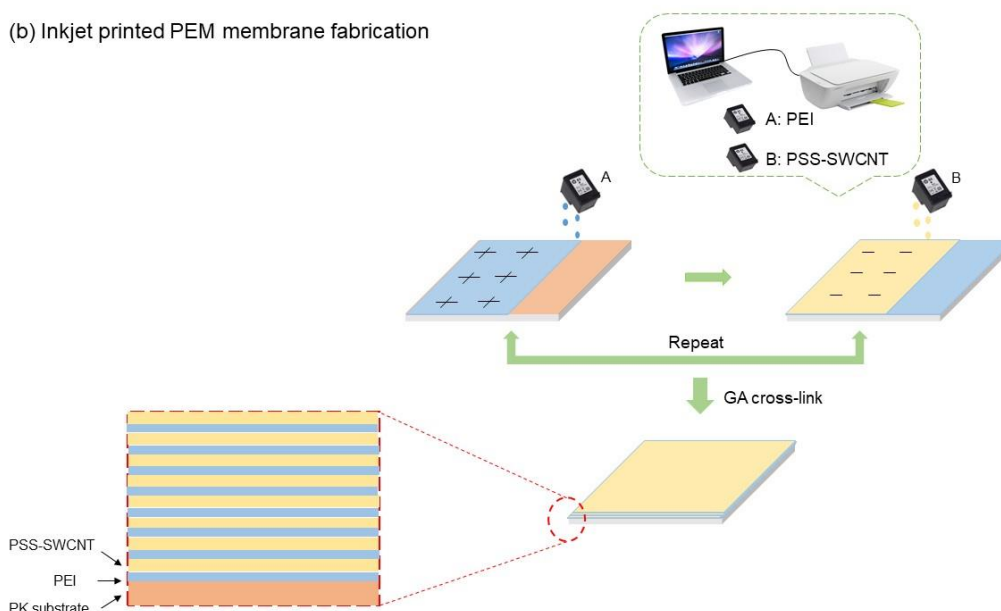 (b) Inkjet printed PEM membrane fabrication
A: PEI
B: PSS-SWCNT
A
B
Repeat
GA cross-link
PSS-SWCNT
PEI
PK substrate